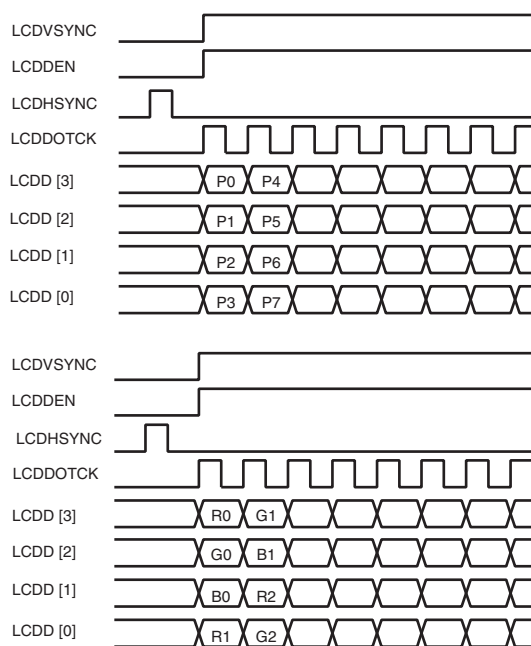 LCDVSYNC
LCDDEN
LCDHSYNC
LCDDOTCK
LCDD [3] P0 P4
LCDD [2] P1 P5
LCDD [1] P2 P6
LCDD [0] P3 P7
LCDVSYNC
LCDDEN
LCDHSYNC
LCDDOTCK
LCDD [3] R0 G1
LCDD [2] G0 B1
LCDD [1] B0 R2
LCDD [0] R1 G2